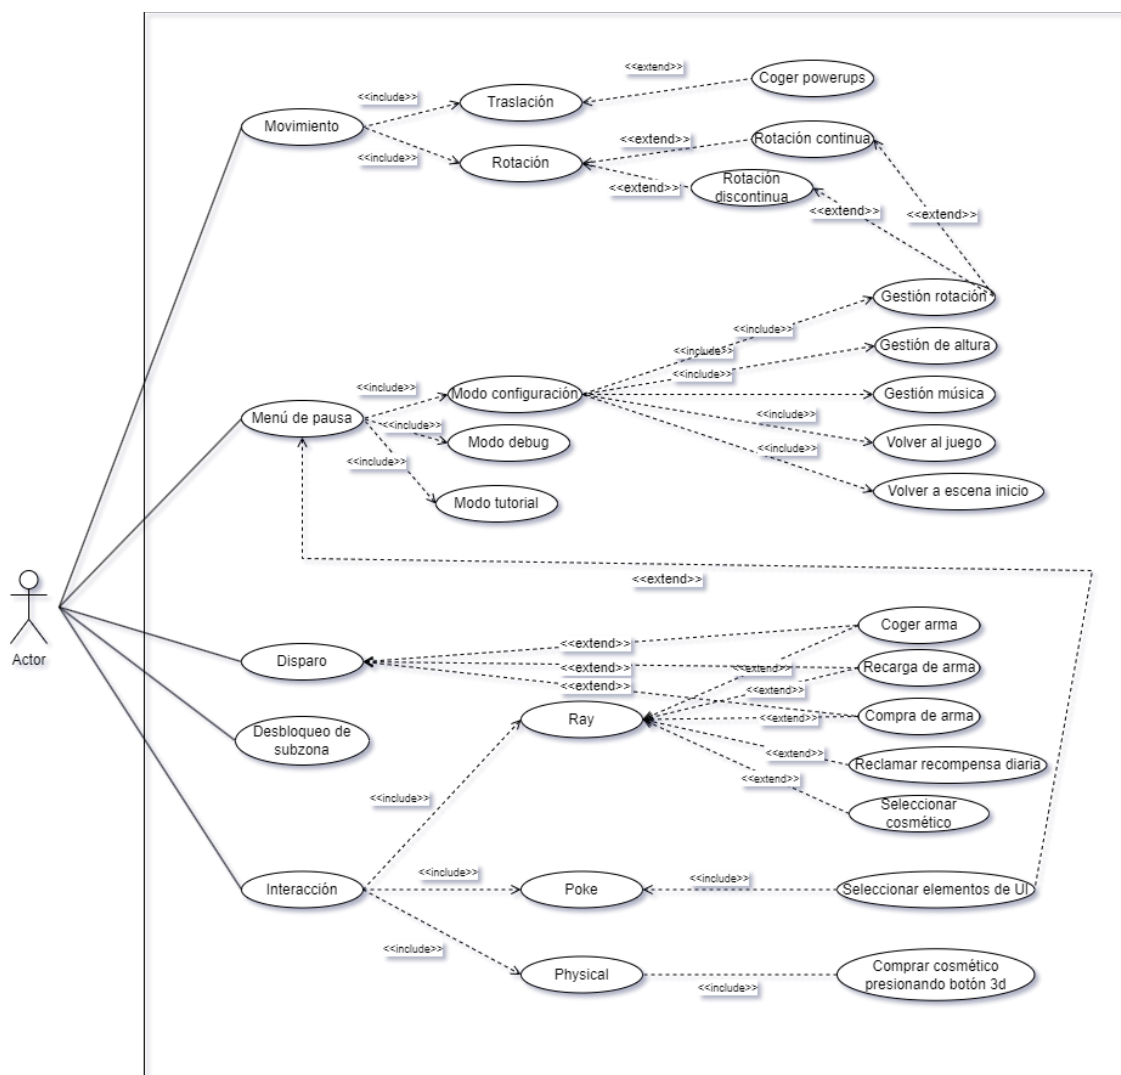 <<extend>>
Coger powerups
<<include>>
Traslación
Movimiento
<<extend>>
Rotación continua
<<include>>
Rotación
<<extend>>
Rotación
discontinua
<<extend>>
<<extend>>
Gestión rotación
<<include>>
Gestión de altura
<<include>>
<<include>>
<<include>>
Modo configuración
Gestión música
Menú de pausa
<<include>>
<<include>>
Modo debug
Volver al juego
<<include>>
<<include>>
Volver a escena inicio
Modo tutorial
<<extend>>
Actor
Coger arma
<<extend>>
Disparo
<<extend>>
<<extend>>
Recarga de arma
<<extend>>
<<extend>>
Ray
<<extend>>
Compra de arma
Desbloqueo de
subzona
<<extend>>
Reclamar recompensa diaria
<<extend>>
Seleccionar
cosmético
<<include>>
Interacción
<<include>>
Poke
<<include>>
Seleccionar elementos de UI
<<include>>
Physical
<<include>>
Comprar cosmético
presionando botón 3d